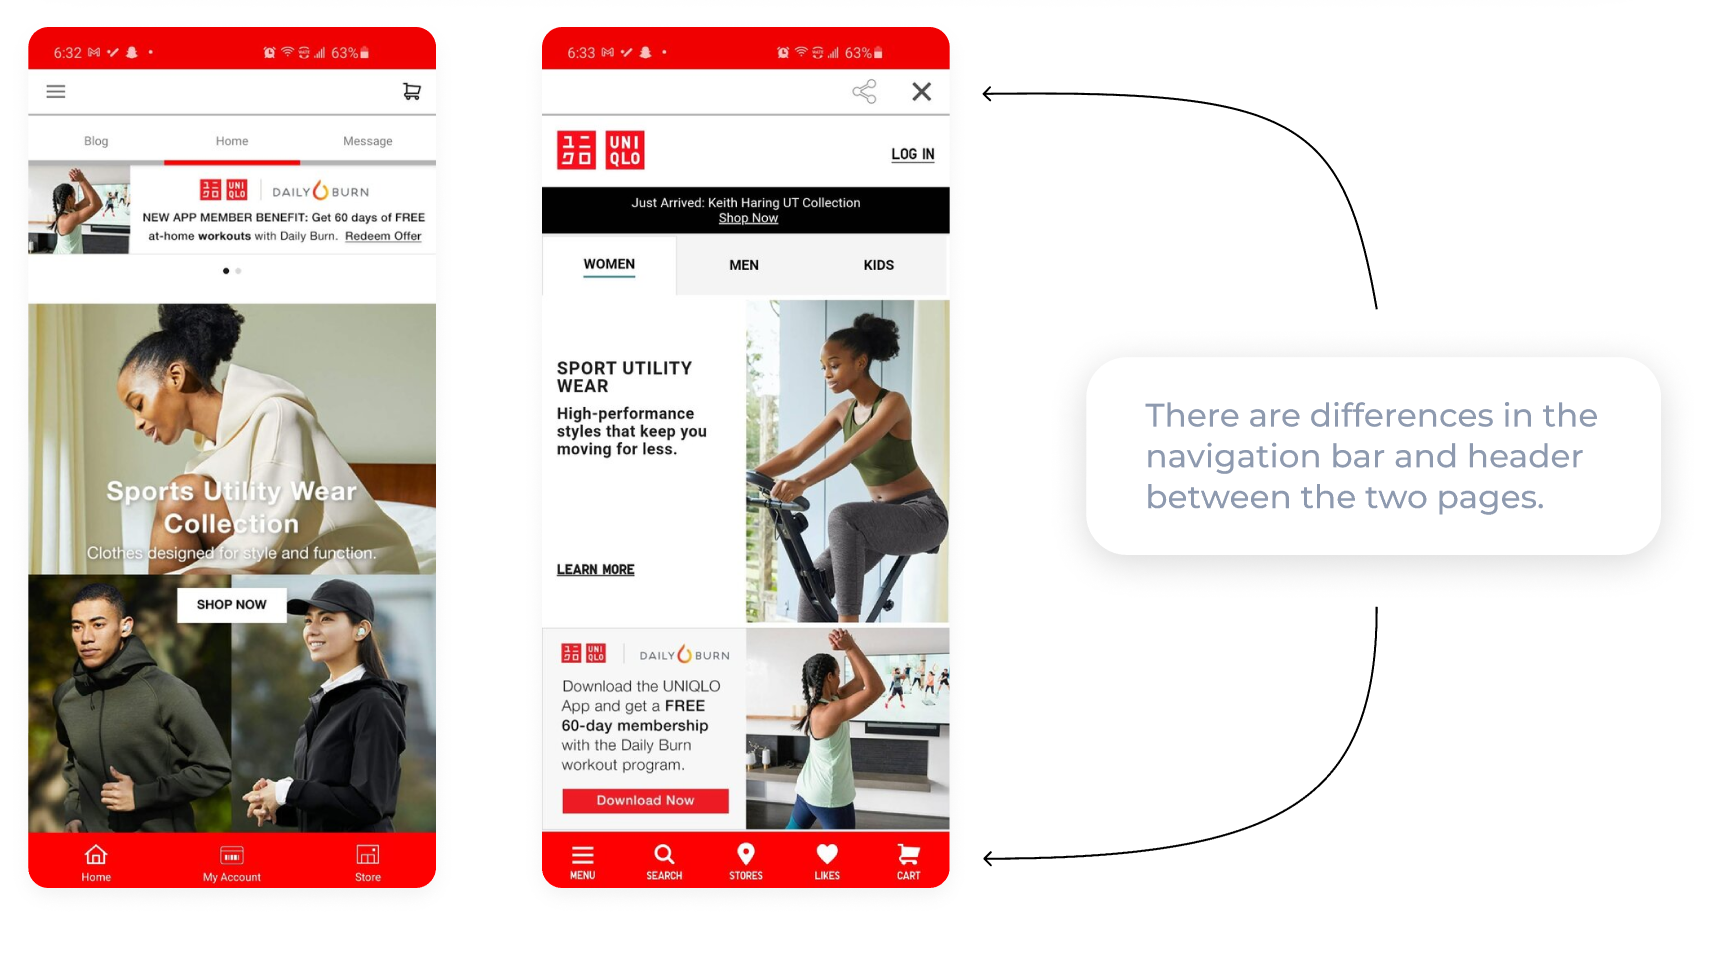 6:32
63%
Blog
Home
Message
ユニ
クロ
UNI
QLO
DAILY BURN
NEW APP MEMBER BENEFIT: Get 60 days of FREE
at-home workouts with Daily Burn. Redeem Offer
Sports Utility Wear
Collection
Clothes designed for style and function.
SHOP NOW
Home
My Account
Store
6:33
63%
ユニ
クロ
UNI
QLO
LOG IN
Just Arrived: Keith Haring UT Collection
Shop Now
WOMEN
MEN
KIDS
SPORT UTILITY
WEAR
High-performance
styles that keep you
moving for less.
LEARN MORE
ユニ
クロ
UNI
QLO
DAILY BURN
Download the UNIQLO
App and get a FREE
60-day membership
with the Daily Burn
workout program.
Download Now
MENU
SEARCH
STORES
LIKES
CART
There are differences in the
navigation bar and header
between the two pages.